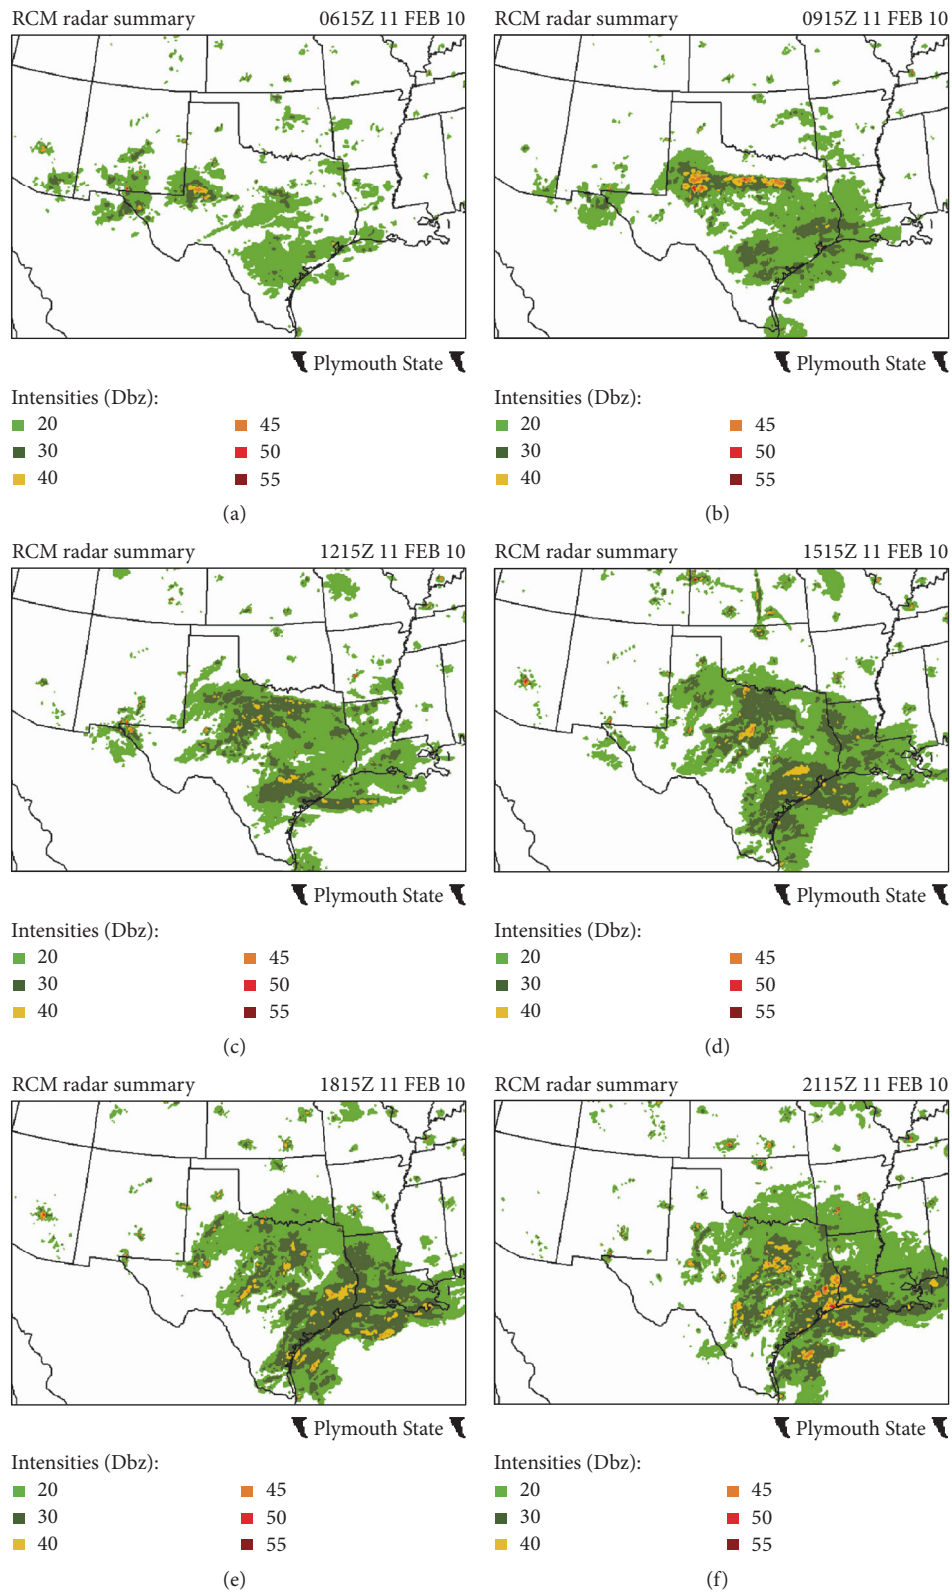 RCM radar summary 0615Z 11 FEB 10
Plymouth State
Intensities (Dbz):
20 45
30 50
40 55
(a)
RCM radar summary 0915Z 11 FEB 10
Plymouth State
Intensities (Dbz):
20 45
30 50
40 55
(b)
RCM radar summary 1215Z 11 FEB 10
Plymouth State
Intensities (Dbz):
20 45
30 50
40 55
(c)
RCM radar summary 1515Z 11 FEB 10
Plymouth State
Intensities (Dbz):
20 45
30 50
40 55
(d)
RCM radar summary 1815Z 11 FEB 10
Plymouth State
Intensities (Dbz):
20 45
30 50
40 55
(e)
RCM radar summary 2115Z 11 FEB 10
Plymouth State
Intensities (Dbz):
20 45
30 50
40 55
(f)